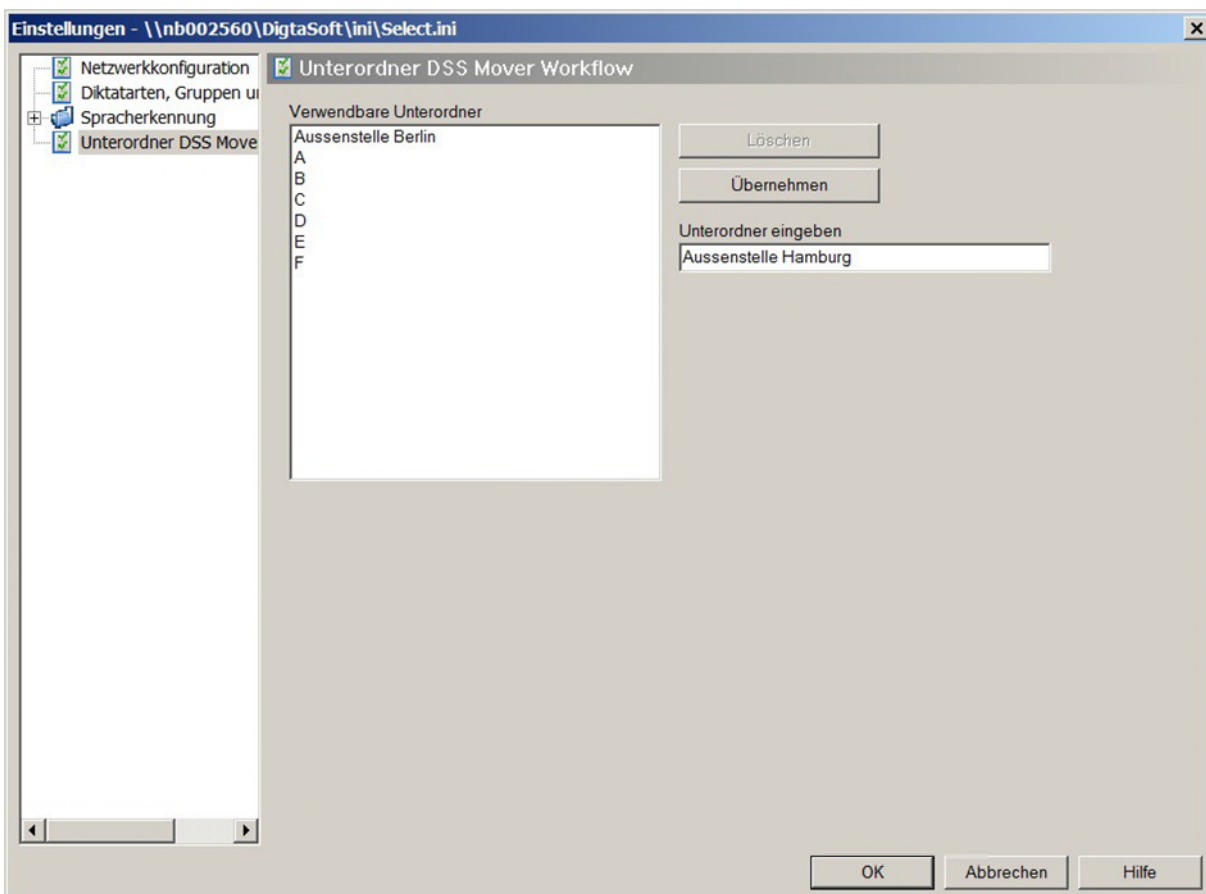 Einstellungen - \\nb002560\DigtaSoft\ini\Select.ini
Netzwerkkonfiguration
Diktatarten, Gruppen u
Spracherkennung
Unterordner DSS Move
Unterordner DSS Mover Workflow
Verwendbare Unterordner
Aussenstelle Berlin
A
B
C
D
E
F
Löschen
Übernehmen
Unterordner eingeben
Aussenstelle Hamburg
OK
Abbrechen
Hilfe